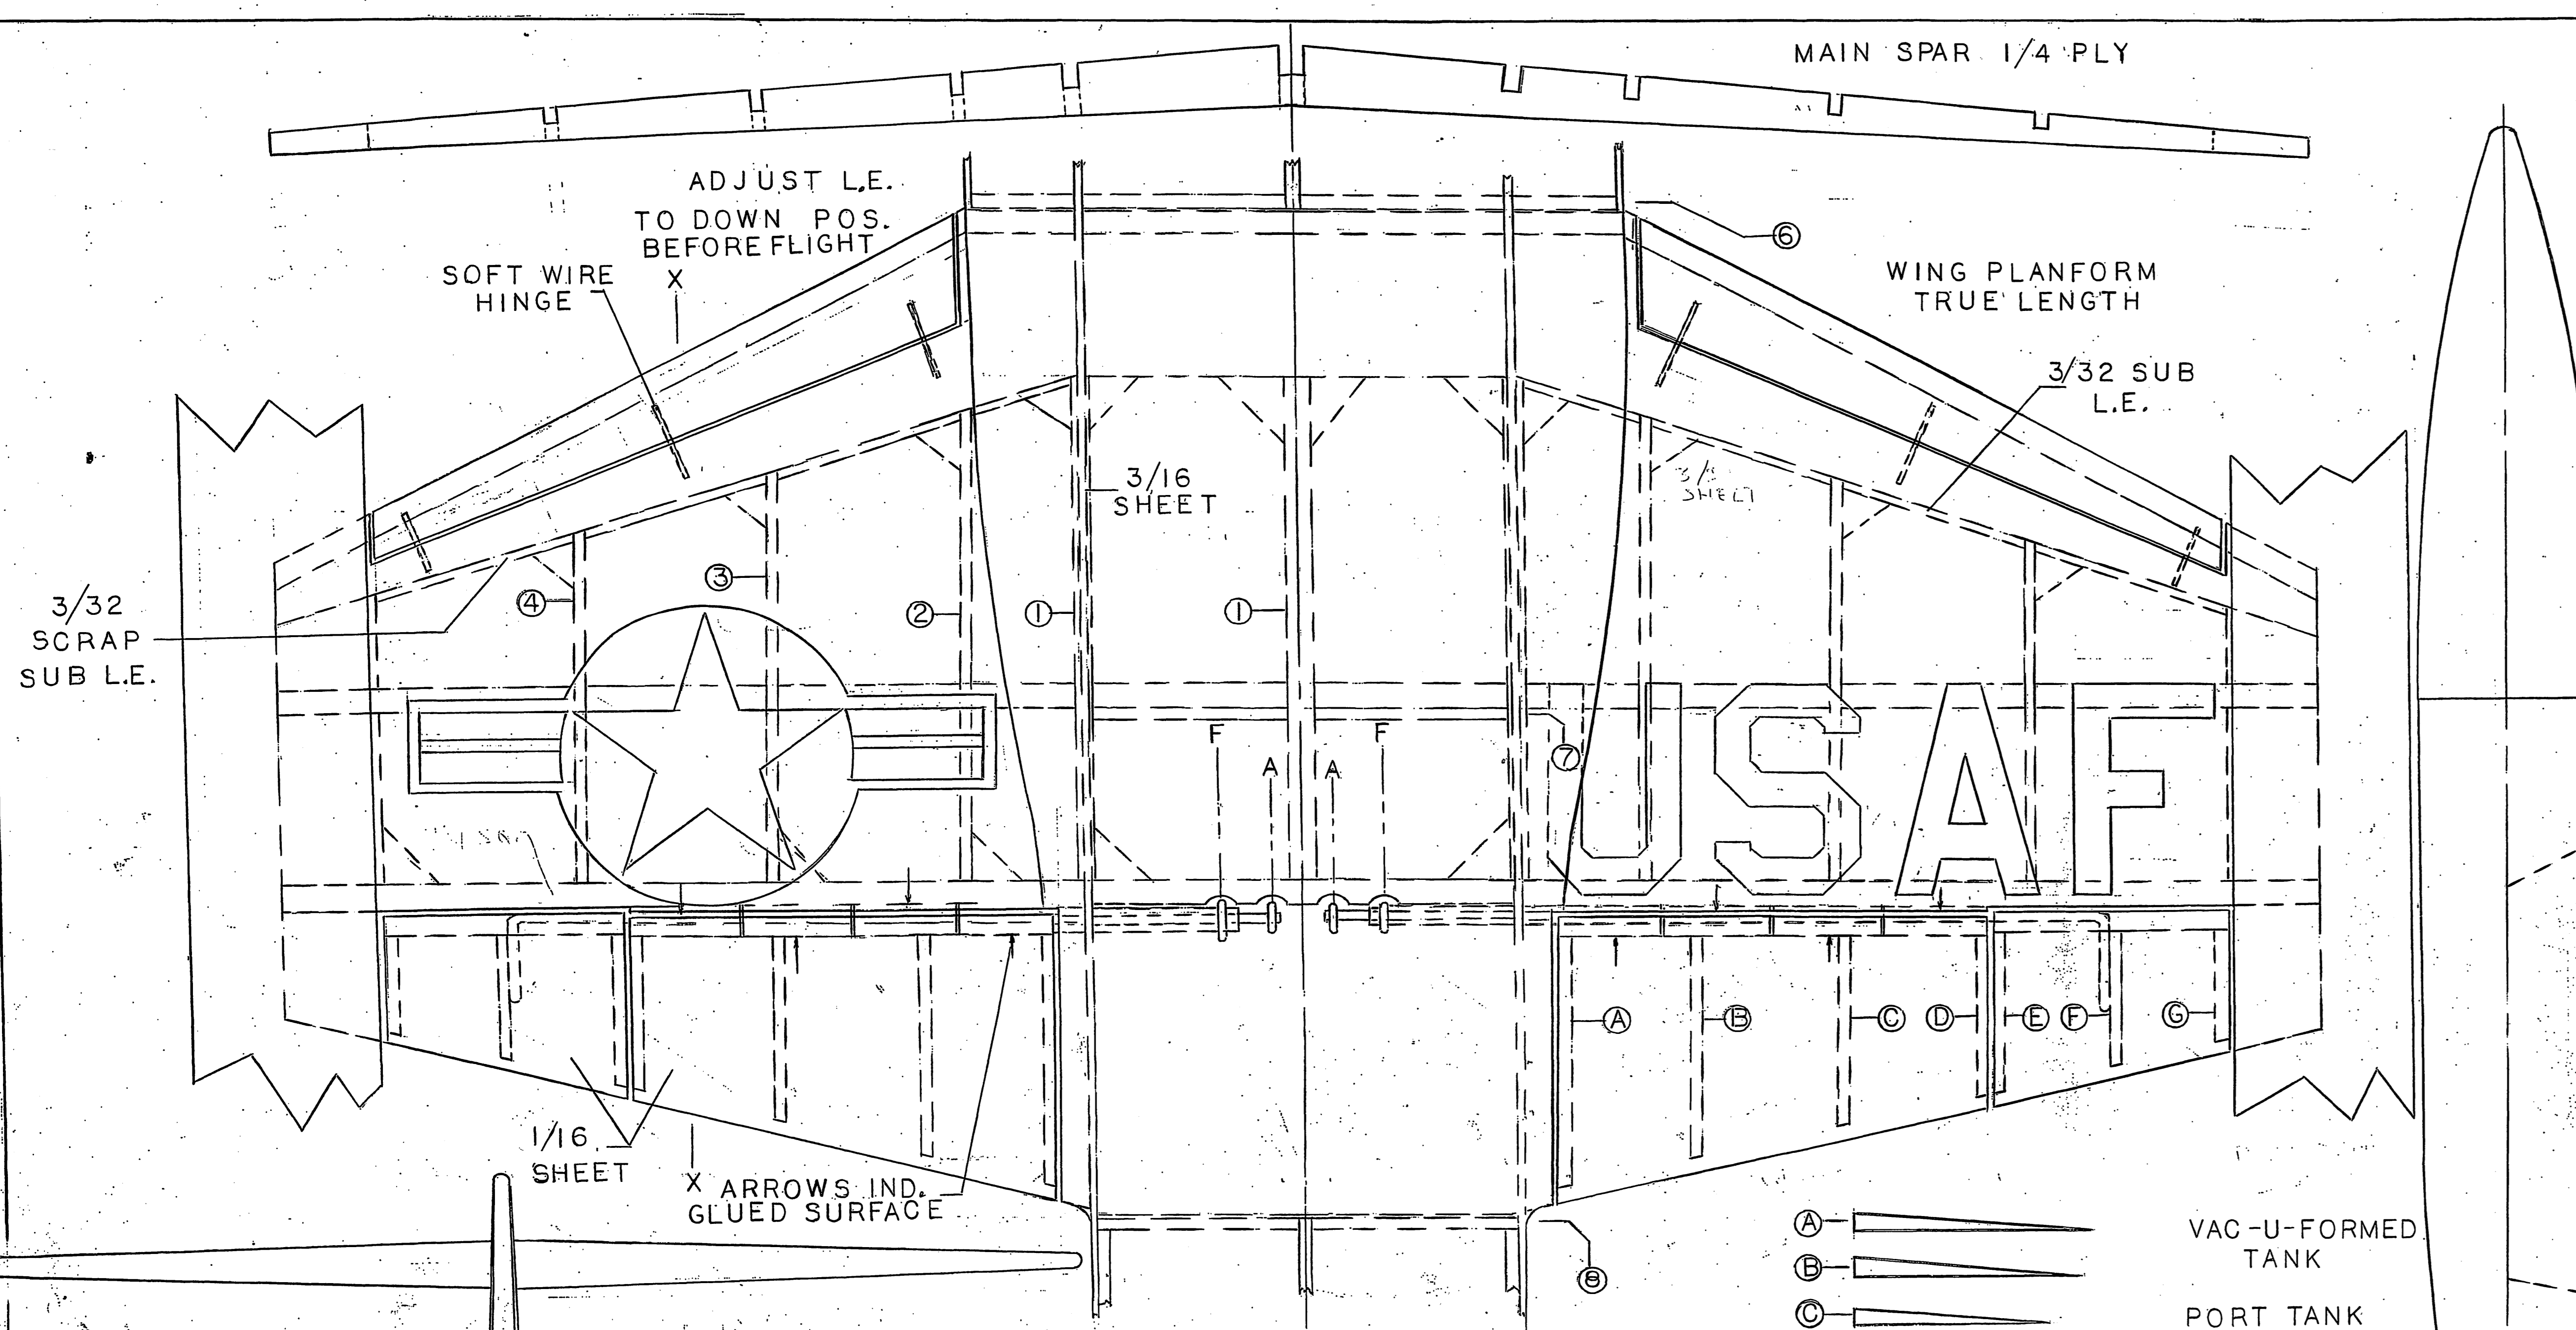 MAIN SPAR 1/4 PLY
ADJUST L.E.
TO DOWN POS.
BEFORE FLIGHT
X
SOFT WIRE
HINGE
6
WING PLANFORM
TRUE LENGTH
3/32 SUB
L.E.
3/16
SHEET
SHEET
3/32
SCRAP
SUB L.E.
4
3
2
1
1
USAF
7
F
A
A
F
A
B
C
D
E
F
G
1/16
SHEET
X ARROWS IND.
GLUED SURFACE
8
A
B
C
VAC-U-FORMED
TANK
PORT TANK